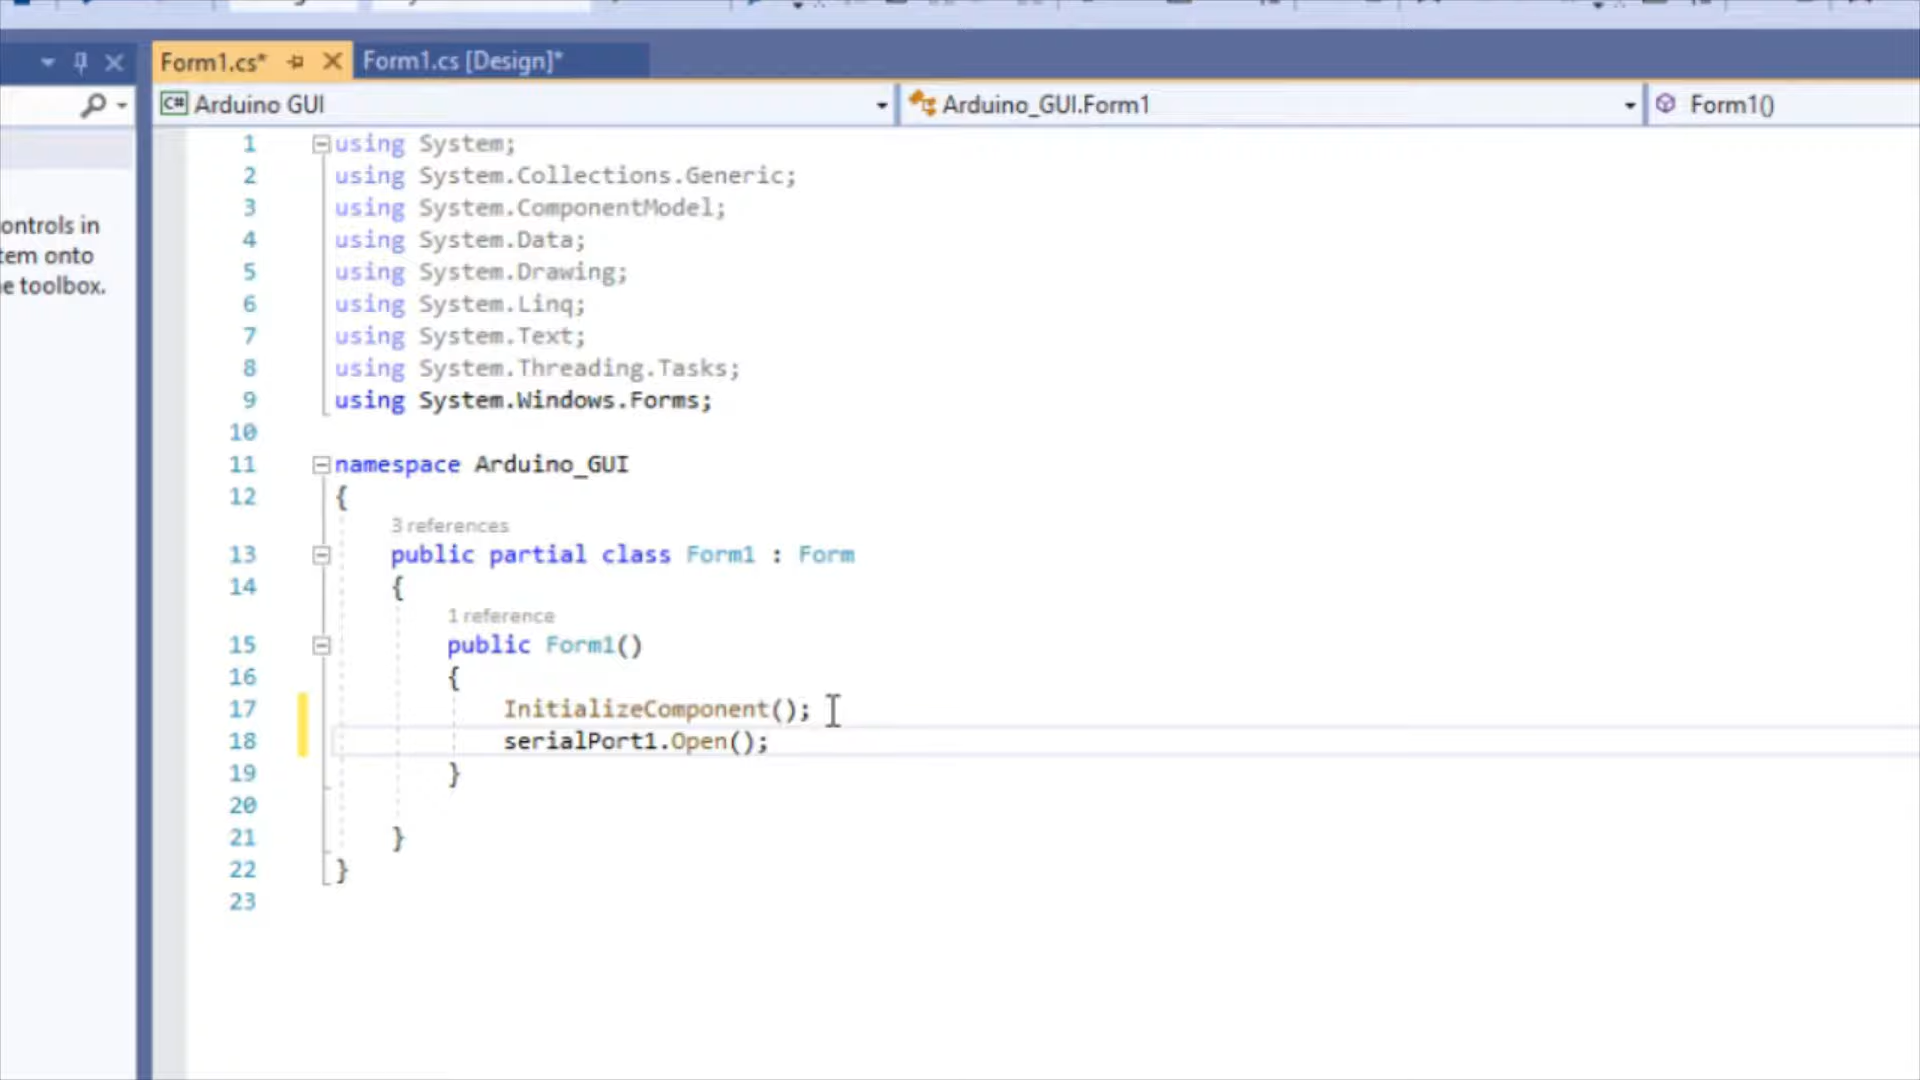 Form1.cs* Form1.cs [Design]*
C# Arduino GUI Arduino_GUI.Form1 Form1()
ontrols in
tem onto
e toolbox.
1 using System;
2 using System.Collections.Generic;
3 using System.ComponentModel;
4 using System.Data;
5 using System.Drawing;
6 using System.Linq;
7 using System.Text;
8 using System.Threading.Tasks;
9 using System.Windows.Forms;
10
11 namespace Arduino_GUI
12 {
3 references
13 public partial class Form1 : Form
14 {
1 reference
15 public Form1()
16 {
17 InitializeComponent();
18 serialPort1.Open();
19 }
20
21 }
22 }
23